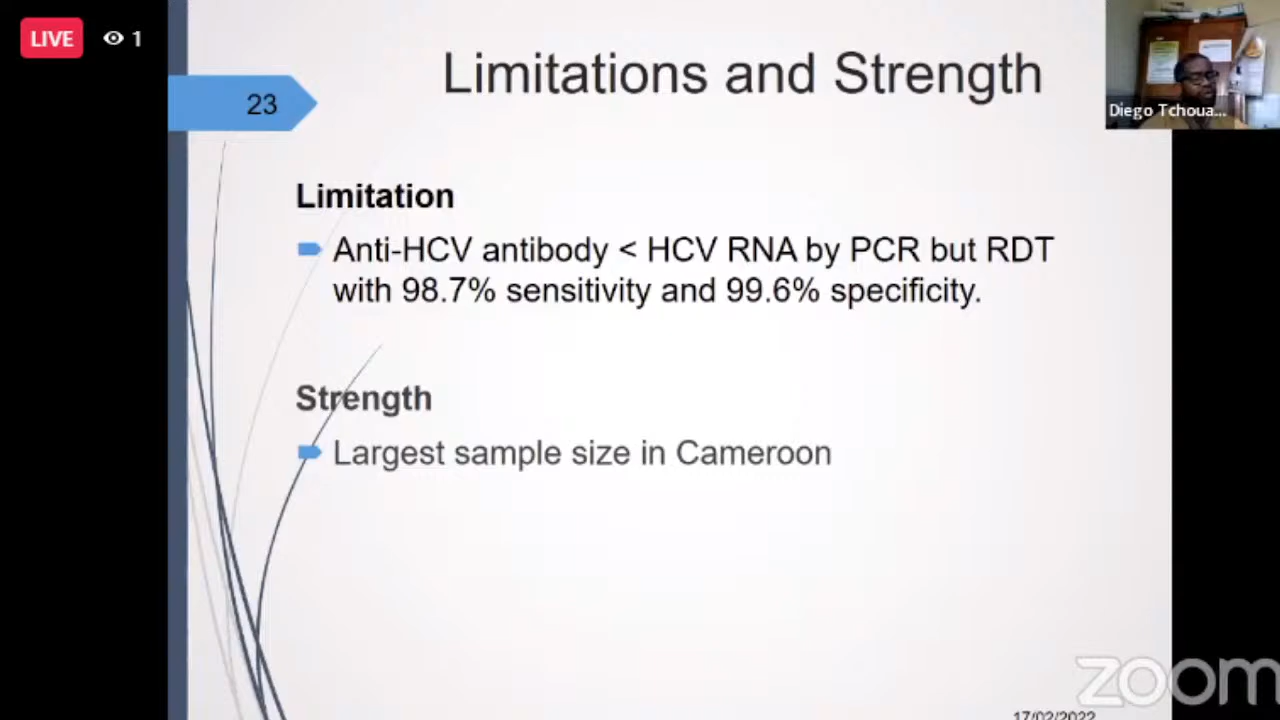 LIVE
1
Limitations and Strength
23
Diego Tchoua...
Limitation
Anti-HCV antibody < HCV RNA by PCR but RDT
with 98.7% sensitivity and 99.6% specificity.
Strength
Largest sample size in Cameroon
zoom
17/02/2022